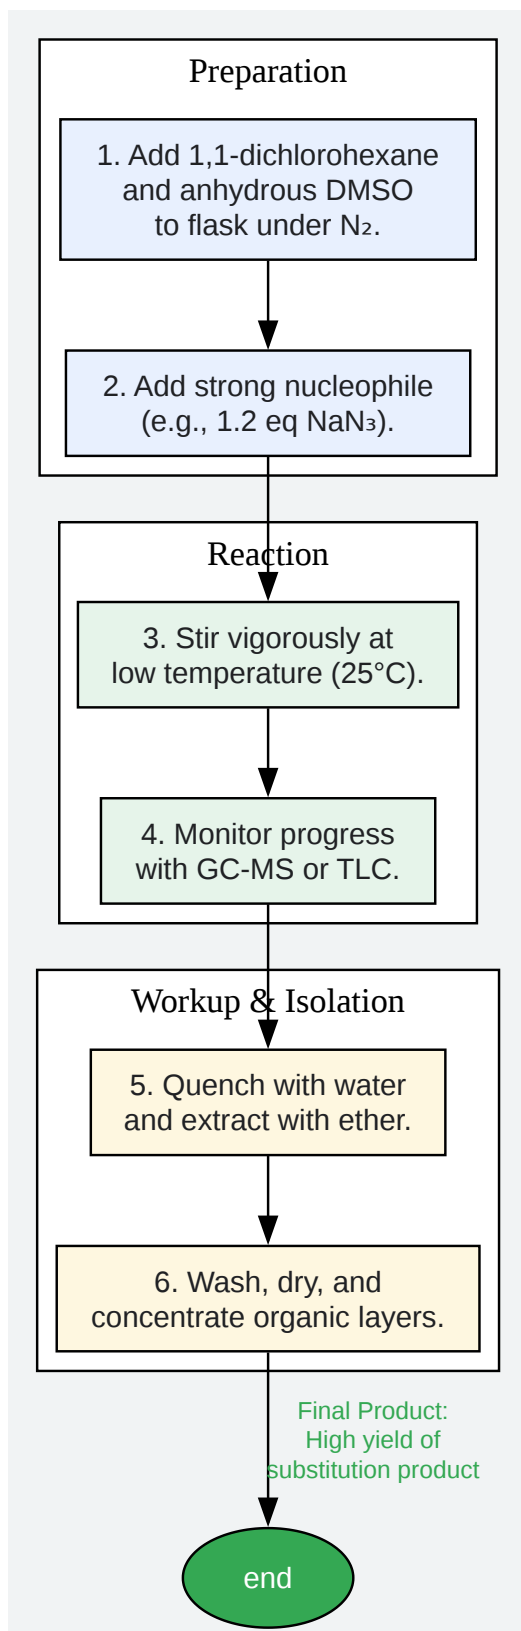 Preparation
1. Add 1,1-dichlorohexane
and anhydrous DMSO
to flask under N₂.
2. Add strong nucleophile
(e.g., 1.2 eq NaN₃).
Reaction
3. Stir vigorously at
low temperature (25°C).
4. Monitor progress
with GC-MS or TLC.
Workup & Isolation
5. Quench with water
and extract with ether.
6. Wash, dry, and
concentrate organic layers.
Final Product:
High yield of
substitution product
end